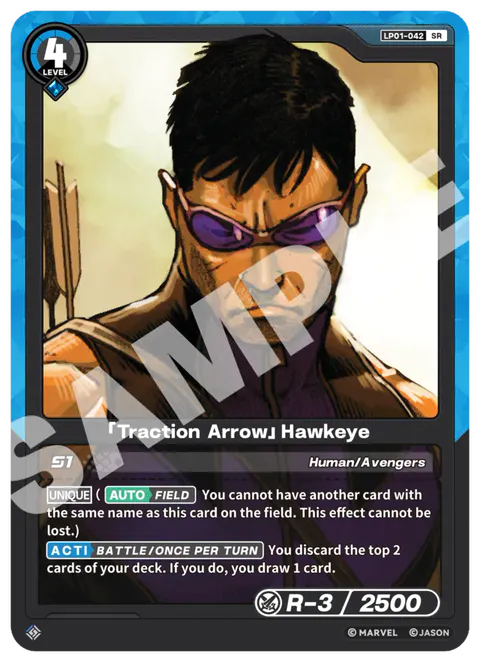 4
LEVEL
LP01-042 SR
SAMPLE
「Traction Arrow」Hawkeye
S1
Human/Avengers
UNIQUE ( AUTO FIELD You cannot have another card with
the same name as this card on the field. This effect cannot be
lost.)
ACTI BATTLE/ONCE PER TURN You discard the top 2
cards of your deck. If you do, you draw 1 card.
R-3 / 2500
©MARVEL ©JASON